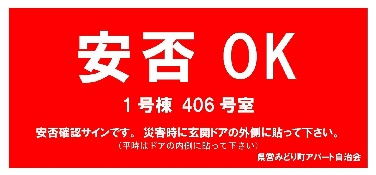 安否 OK
1号棟 406号室
安否確認サインです。災害時に玄関ドアの外側に貼って下さい。
(平時はドアの内側に貼って下さい)
県営みどり町アパート自治会